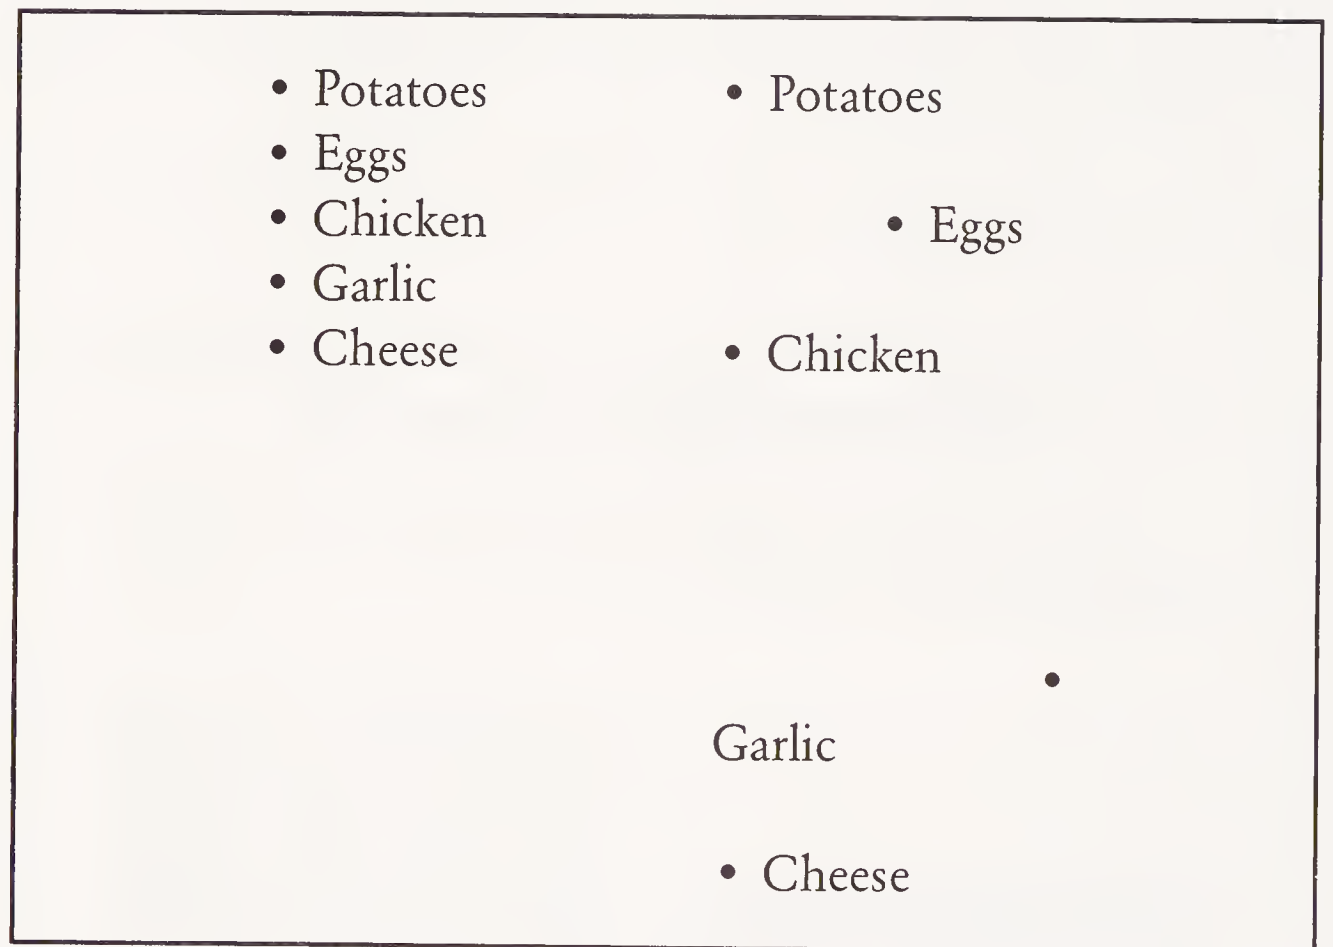 • Potatoes
• Eggs
• Chicken
• Garlic
• Cheese
• Potatoes
• Eggs
• Chicken
•
Garlic
• Cheese